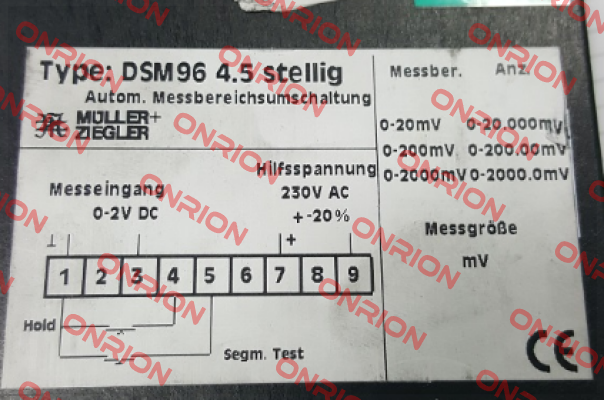 Type: DSM96 4.5 stellig
Autom. Messbereichsumschaltung
MÜLLER+
ZIEGLER
Messber. Anz.
0-20mV 0-20.000mV
0-200mV 0-200.00mV
0-2000mV 0-2000.0mV
Messgröße
mV
Messeingang
0-2V DC
Hilfsspannung
230V AC
+-20%
⊥ +
1 2 3 4 5 6 7 8 9
Hold
Segm. Test
CE
ONRION